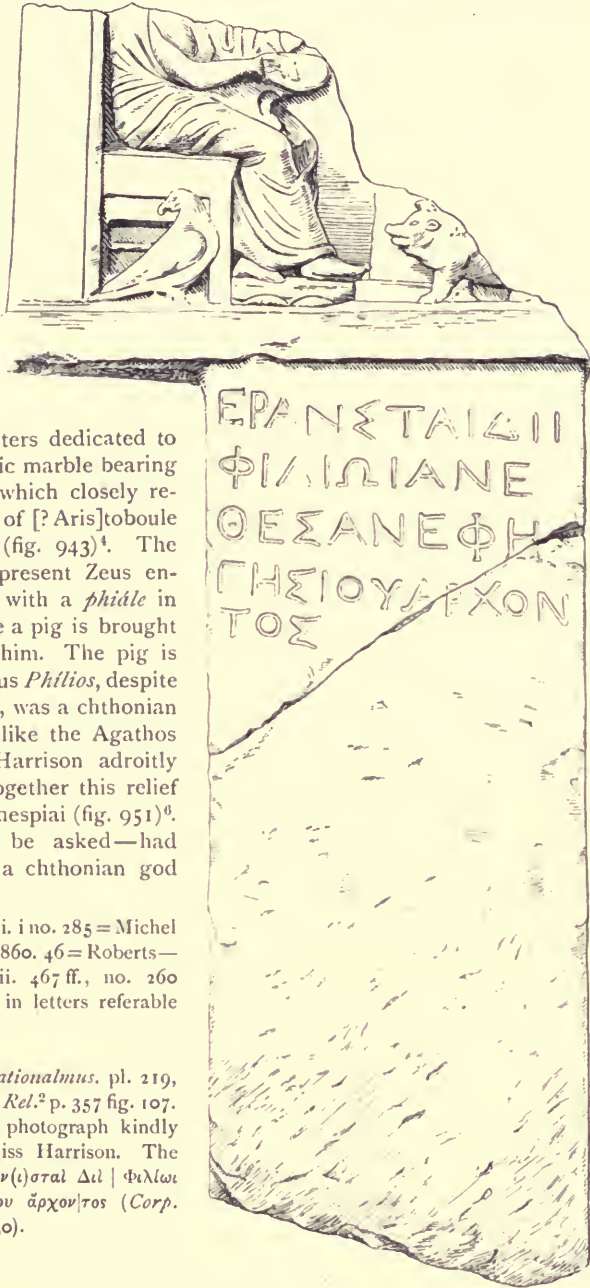 ΕΡΑΝΣΤΑΙΔΙΙ
ΦΙΛΙΩΙΑΝΕ
ΘΕΣΑΝΕΦΗ
ΓΗΣΙΟΥΑΡΧΟΝ
ΤΟΣ
ters dedicated to
ic marble bearing
which closely re-
of [? Aris]toboule
(fig. 943)⁴. The
present Zeus en-
with a phiále in
e a pig is brought
him. The pig is
us Phílios, despite
, was a chthonian
like the Agathos
Harrison adroitly
ogether this relief
hespiai (fig. 951)⁶.
be asked—had
a chthonian god
i. i no. 285 = Michel
860. 46 = Roberts—
ii. 467 ff., no. 260
in letters referable
ationalmus. pl. 219,
Rel.² p. 357 fig. 107.
photograph kindly
iss Harrison. The
ν(ι)σταὶ Διὶ | Φιλίωι
ου ἄρχον|τος (Corp.
0).